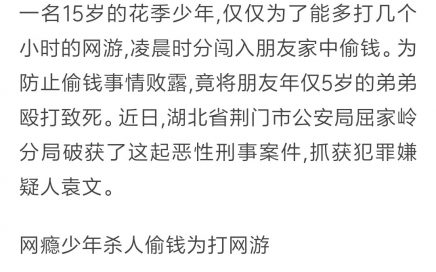 一名15岁的花季少年,仅仅为了能多打几个
小时的网游,凌晨时分闯入朋友家中偷钱。为
防止偷钱事情败露,竟将朋友年仅5岁的弟弟
殴打致死。近日,湖北省荆门市公安局屈家岭
分局破获了这起恶性刑事案件,抓获犯罪嫌
疑人袁文。
网瘾少年杀人偷钱为打网游